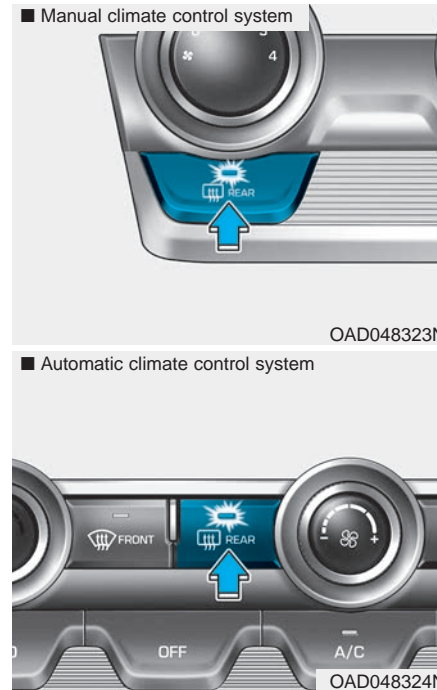 ■ Manual climate control system
4
REAR
OAD048323N
■ Automatic climate control system
FRONT
REAR
- +
OFF
A/C
OAD048324N